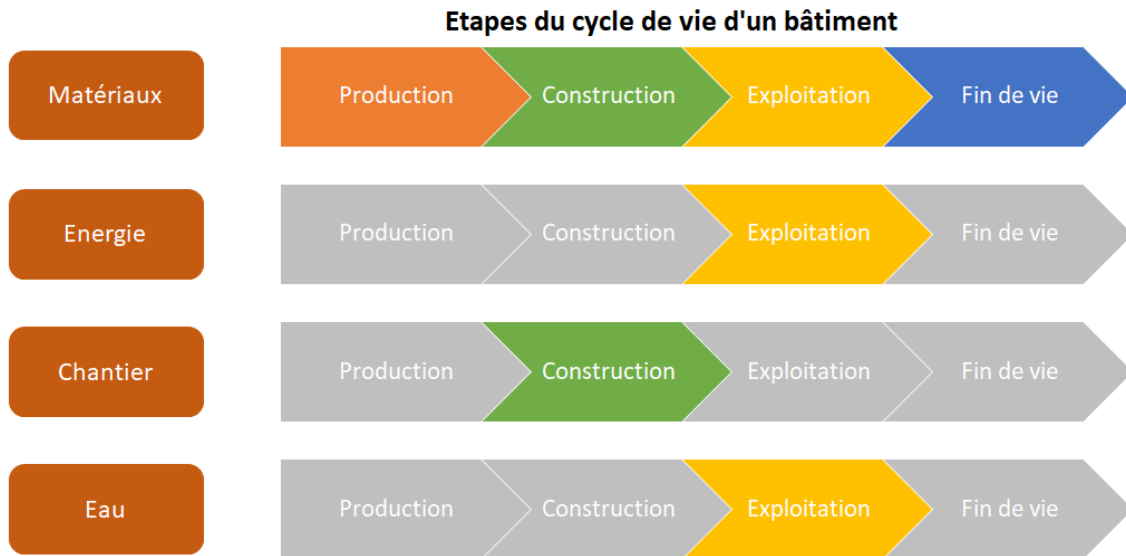 Etapes du cycle de vie d'un bâtiment
Matériaux Production Construction Exploitation Fin de vie
Energie Production Construction Exploitation Fin de vie
Chantier Production Construction Exploitation Fin de vie
Eau Production Construction Exploitation Fin de vie